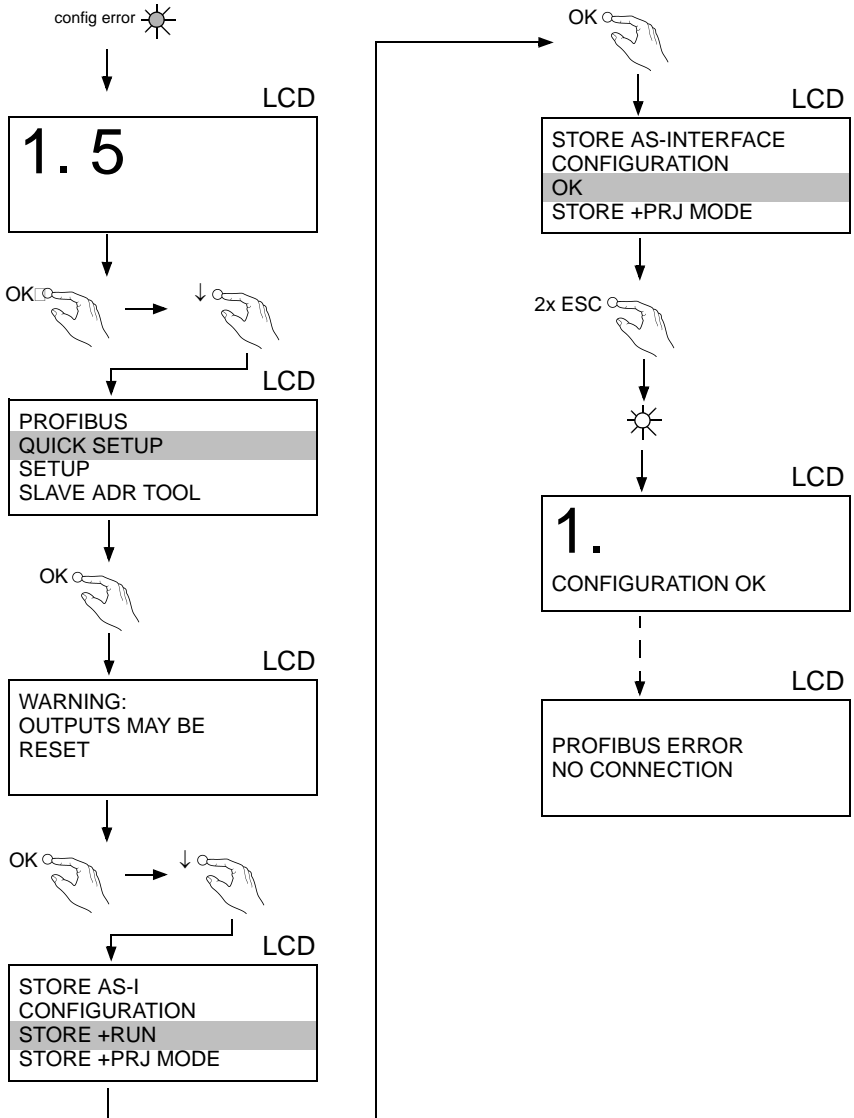 config error
LCD
1. 5
OK
↓
LCD
PROFIBUS
QUICK SETUP
SETUP
SLAVE ADR TOOL
OK
LCD
WARNING:
OUTPUTS MAY BE
RESET
OK
↓
LCD
STORE AS-I
CONFIGURATION
STORE +RUN
STORE +PRJ MODE
OK
LCD
STORE AS-INTERFACE
CONFIGURATION
OK
STORE +PRJ MODE
2x ESC
LCD
1.
CONFIGURATION OK
LCD
PROFIBUS ERROR
NO CONNECTION